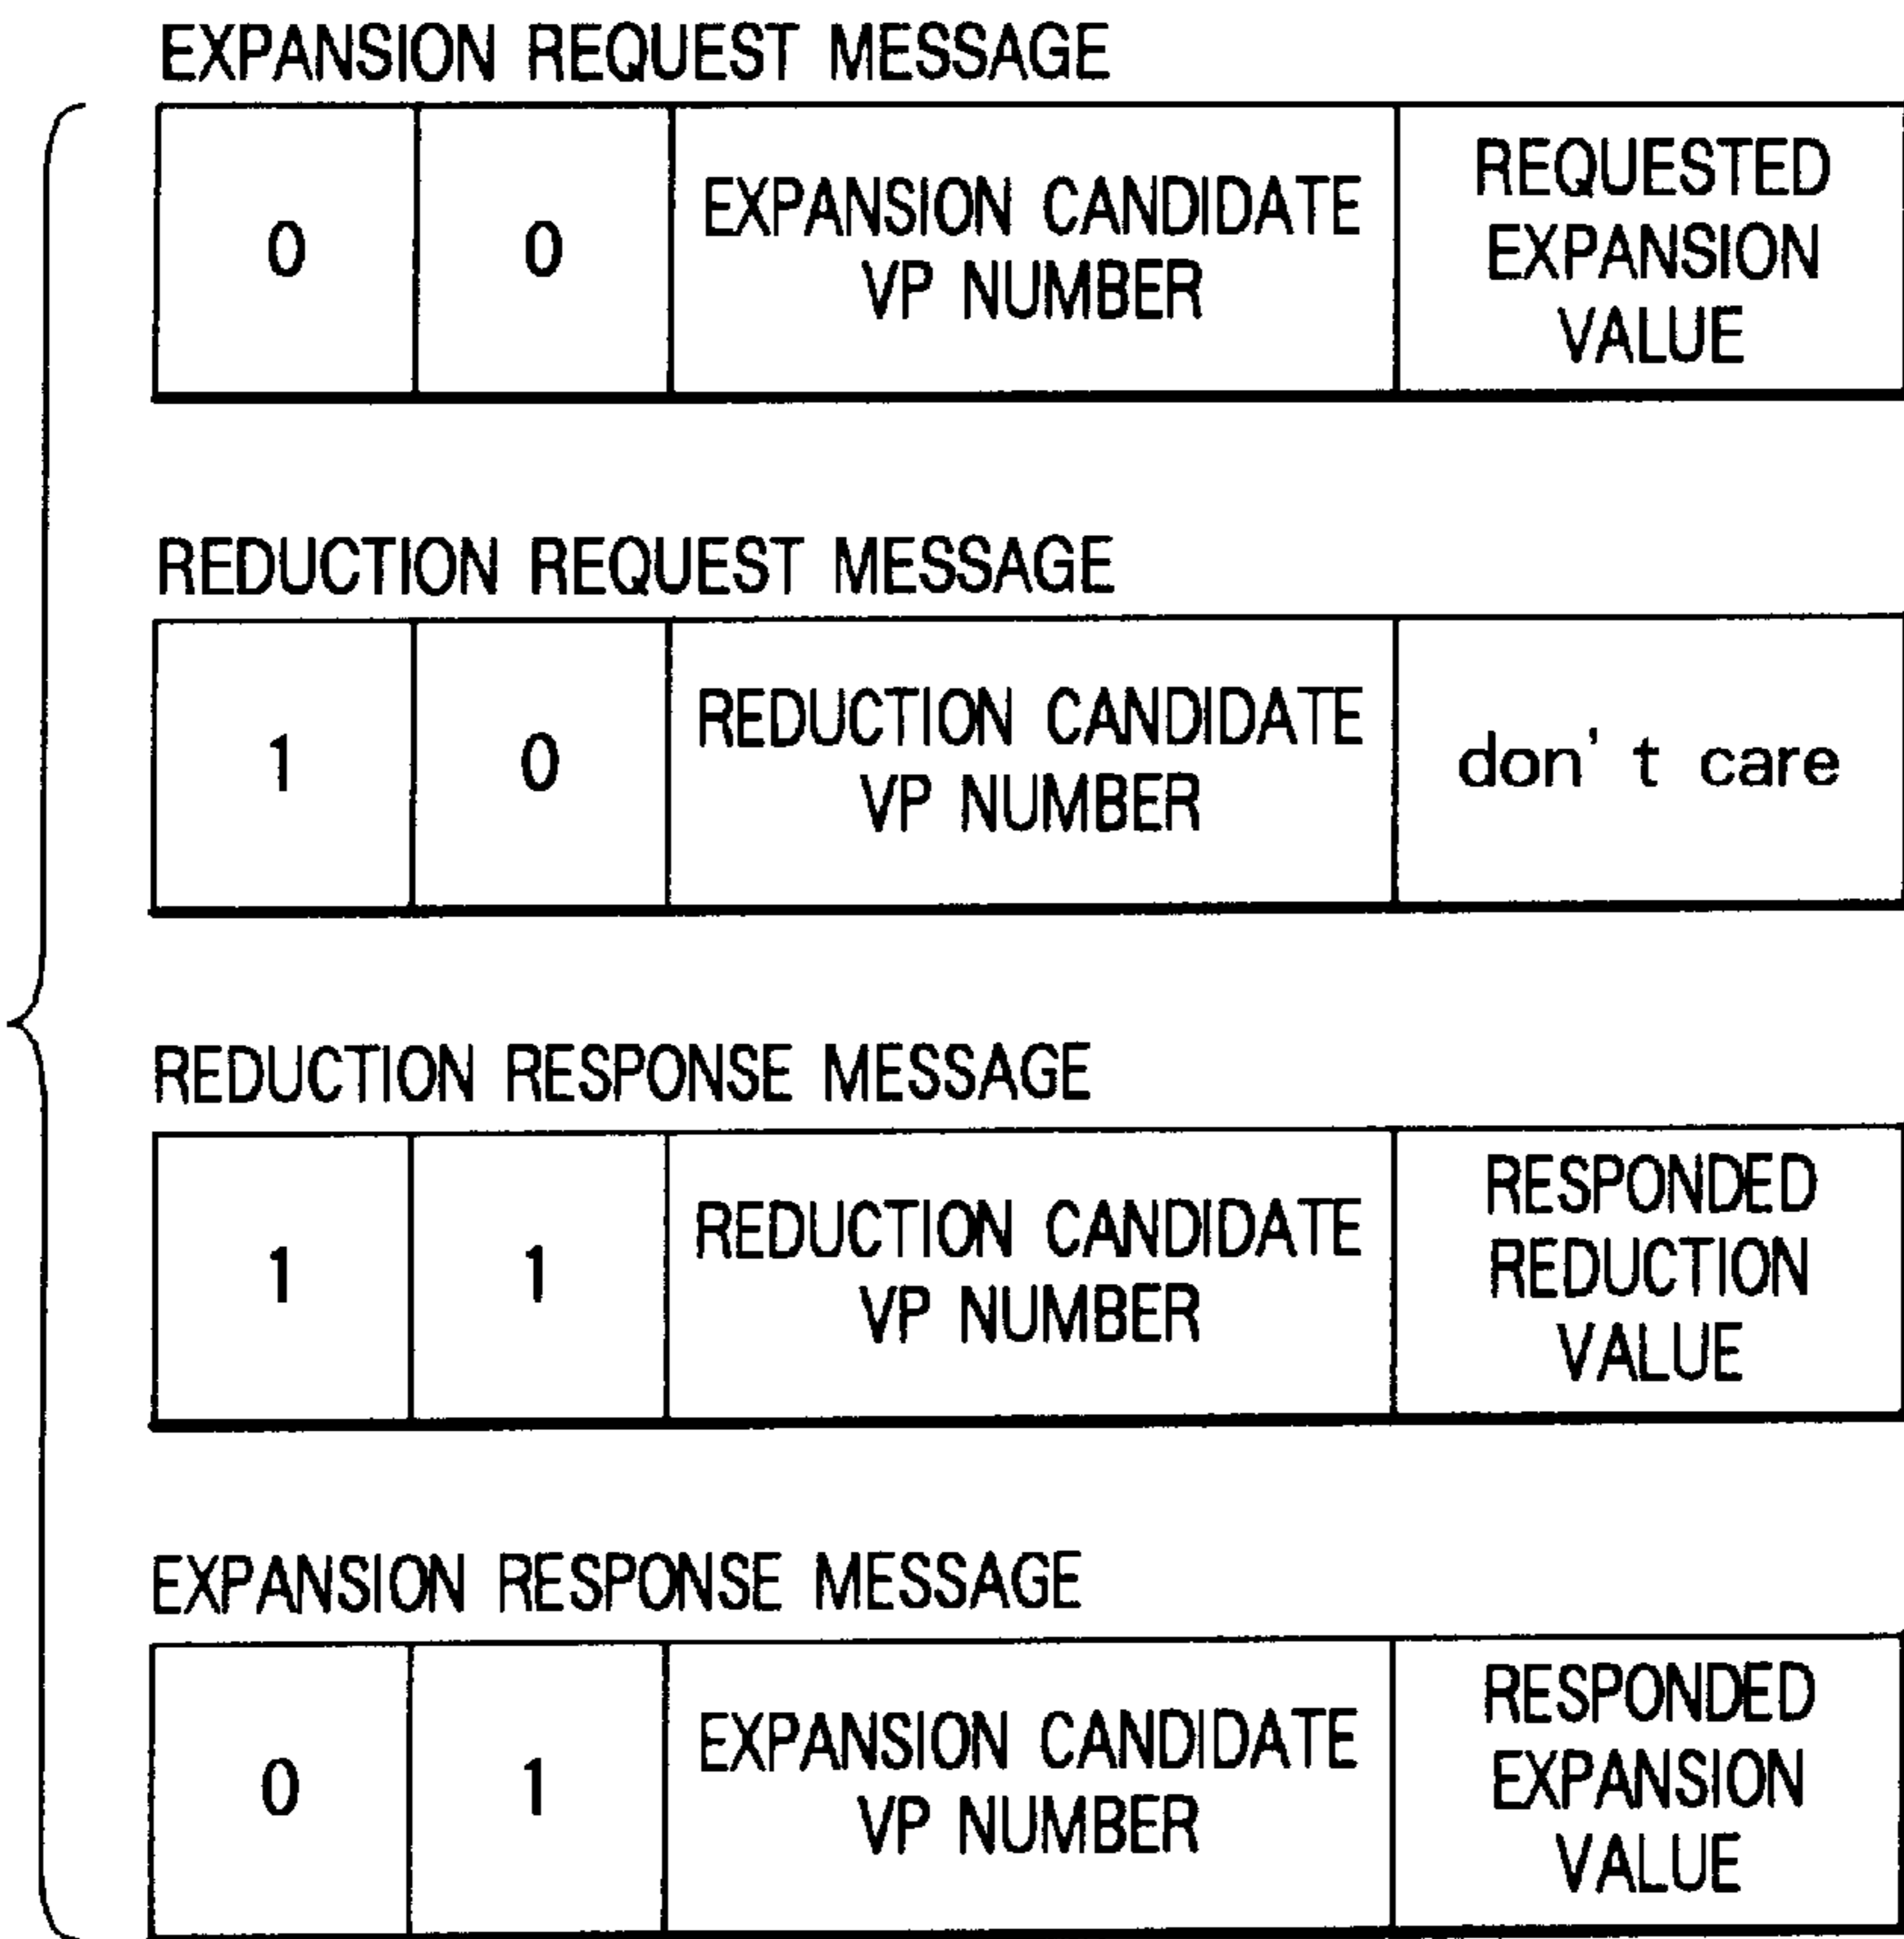 EXPANSION REQUEST MESSAGE
0
0
EXPANSION CANDIDATE
VP NUMBER
REQUESTED
EXPANSION
VALUE
REDUCTION REQUEST MESSAGE
1
0
REDUCTION CANDIDATE
VP NUMBER
don't care
REDUCTION RESPONSE MESSAGE
1
1
REDUCTION CANDIDATE
VP NUMBER
RESPONDED
REDUCTION
VALUE
EXPANSION RESPONSE MESSAGE
0
1
EXPANSION CANDIDATE
VP NUMBER
RESPONDED
EXPANSION
VALUE